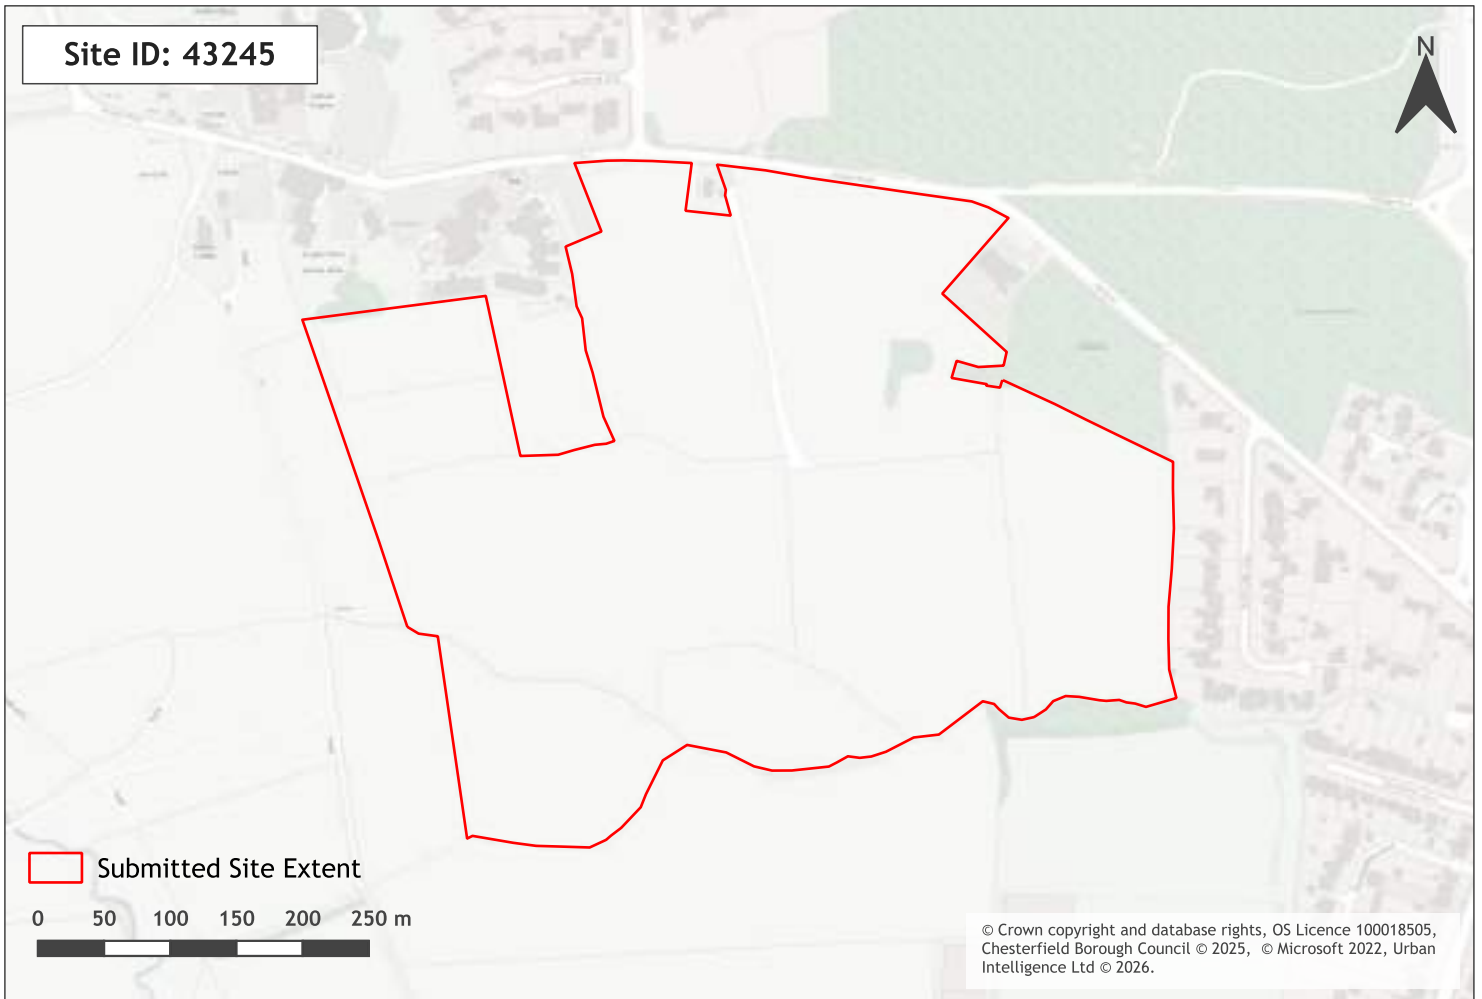 Site ID: 43245
N
Submitted Site Extent
0 50 100 150 200 250 m
© Crown copyright and database rights, OS Licence 100018505,
Chesterfield Borough Council © 2025, © Microsoft 2022, Urban
Intelligence Ltd © 2026.